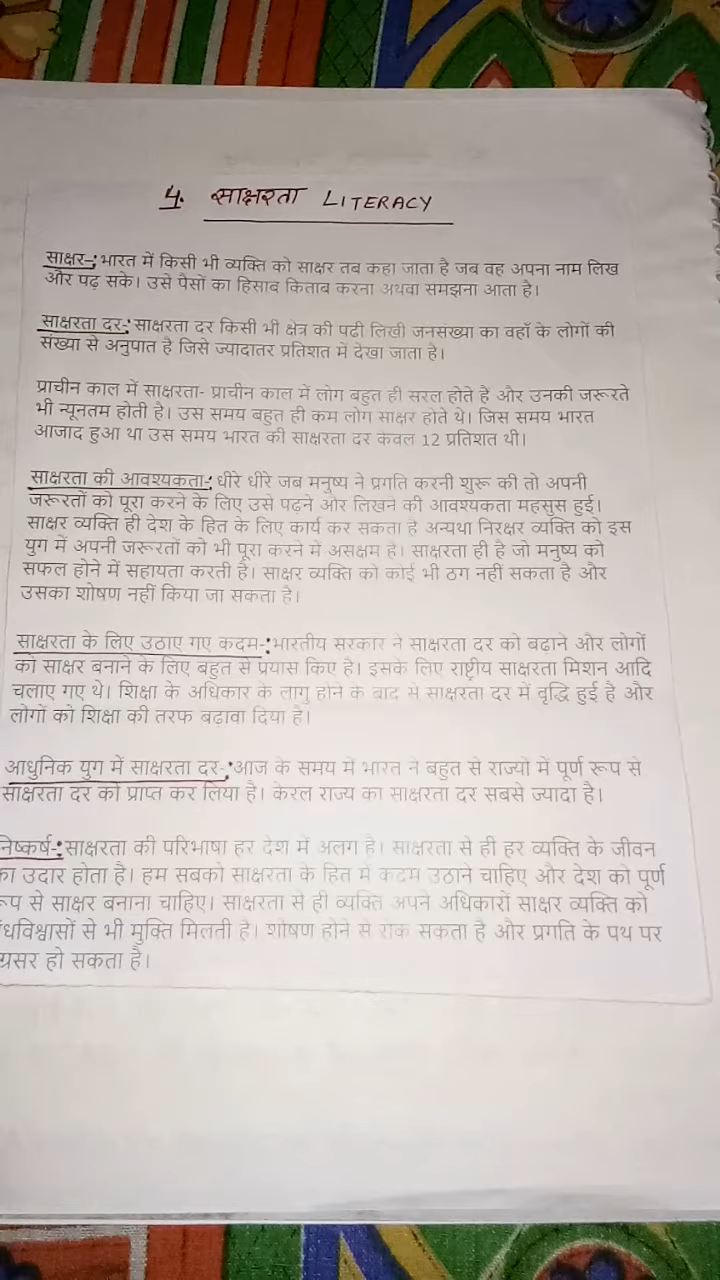 4. साक्षरता LITERACY
साक्षर-: भारत में किसी भी व्यक्ति को साक्षर तब कहा जाता है जब वह अपना नाम लिख
और पढ़ सके। उसे पैसों का हिसाब किताब करना अथवा समझना आता है।
साक्षरता दर-: साक्षरता दर किसी भी क्षेत्र की पढी लिखी जनसंख्या का वहाँ के लोगों की
संख्या से अनुपात है जिसे ज्यादातर प्रतिशत में देखा जाता है।
प्राचीन काल में साक्षरता- प्राचीन काल में लोग बहुत ही सरल होते हैं और उनकी जरूरते
भी न्यूनतम होती है। उस समय बहुत ही कम लोग साक्षर होते थे। जिस समय भारत
आजाद हुआ था उस समय भारत की साक्षरता दर केवल 12 प्रतिशत थी।
साक्षरता की आवश्यकता-: धीरे धीरे जब मनुष्य ने प्रगति करनी शुरू की तो अपनी
जरूरतों को पूरा करने के लिए उसे पढने और लिखने की आवश्यकता महसुस हुई।
साक्षर व्यक्ति ही देश के हित के लिए कार्य कर सकता है अन्यथा निरक्षर व्यक्ति को इस
युग में अपनी जरूरतों को भी पूरा करने में असक्षम है। साक्षरता ही है जो मनुष्य को
सफल होने में सहायता करती है। साक्षर व्यक्ति को कोई भी ठग नहीं सकता है और
उसका शोषण नहीं किया जा सकता है।
साक्षरता के लिए उठाए गए कदम-: भारतीय सरकार ने साक्षरता दर को बढाने और लोगों
को साक्षर बनाने के लिए बहुत से प्रयास किए है। इसके लिए राष्ट्रीय साक्षरता मिशन आदि
चलाए गए थे। शिक्षा के अधिकार के लागु होने के बाद से साक्षरता दर में वृद्धि हुई है और
लोगों को शिक्षा की तरफ बढावा दिया है।
आधुनिक युग में साक्षरता दर-: आज के समय में भारत ने बहुत से राज्यो में पूर्ण रूप से
साक्षरता दर को प्राप्त कर लिया है। केरल राज्य का साक्षरता दर सबसे ज्यादा है।
निष्कर्ष-: साक्षरता की परिभाषा हर देश में अलग है। साक्षरता से ही हर व्यक्ति के जीवन
का उदार होता है। हम सबको साक्षरता के हित में कदम उठाने चाहिए और देश को पूर्ण
रूप से साक्षर बनाना चाहिए। साक्षरता से ही व्यक्ति अपने अधिकारों साक्षर व्यक्ति को
धविश्वासों से भी मुक्ति मिलती है। शोषण होने से रोक सकता है और प्रगति के पथ पर
ग्रसर हो सकता है।